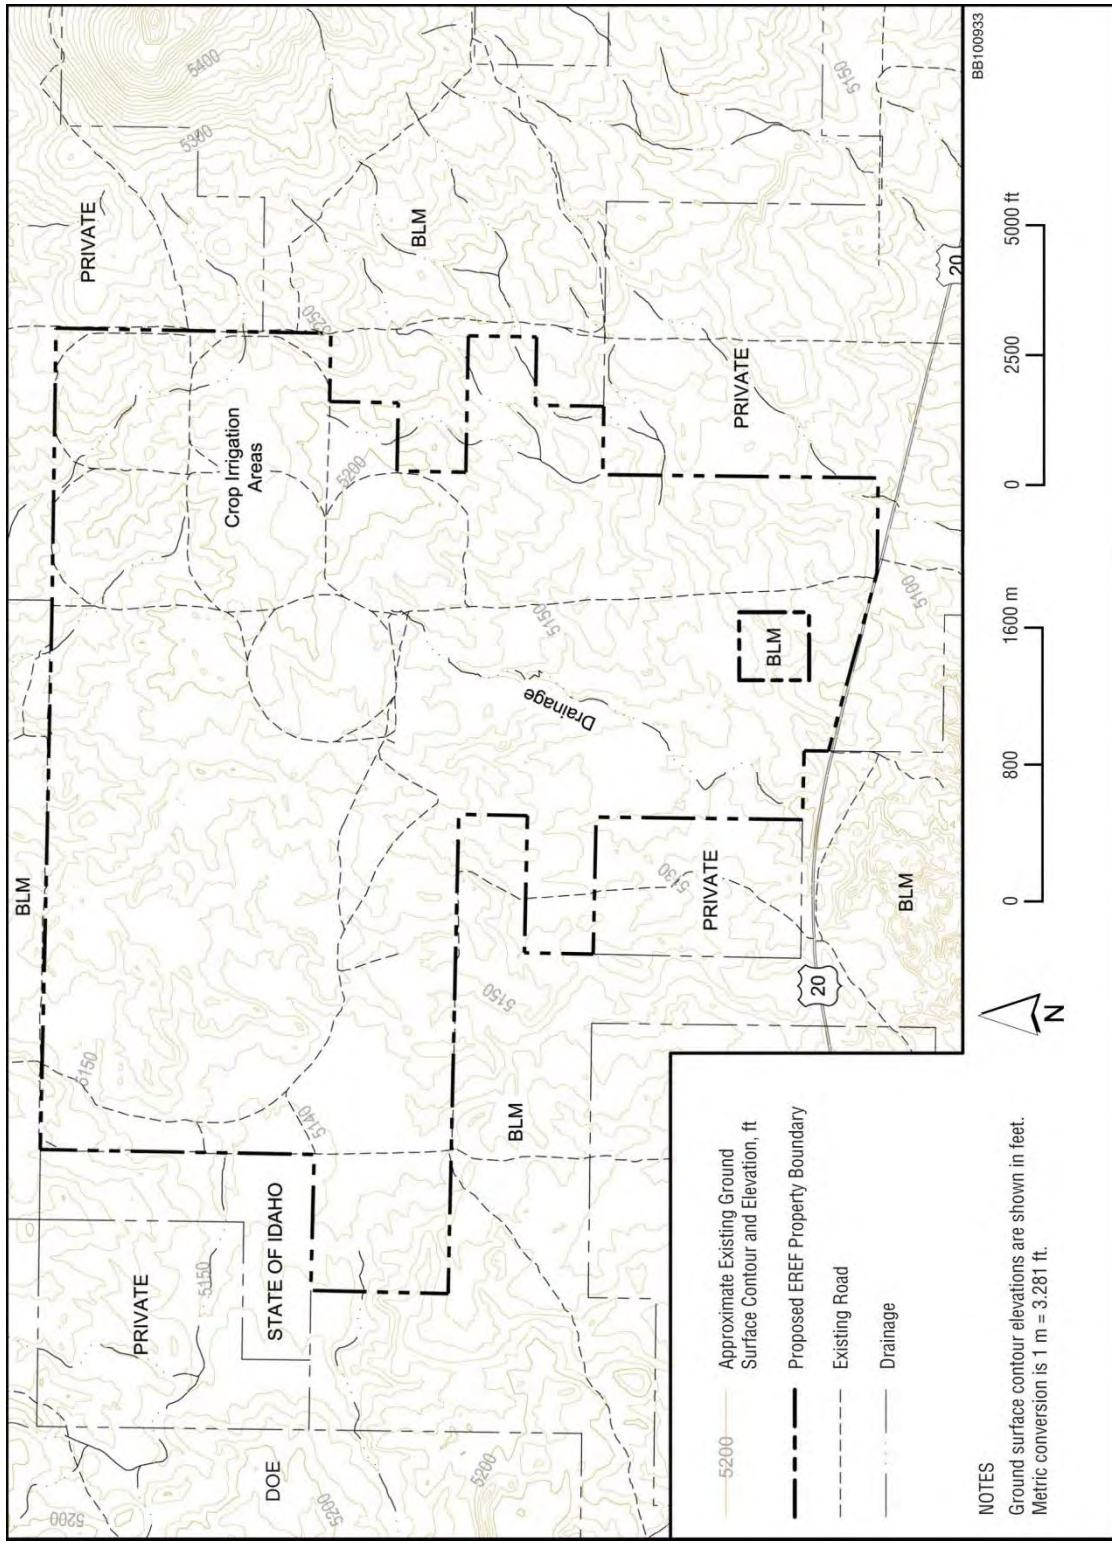 BLM
5200
5150
PRIVATE
PRIVATE
5300
5400
5150
Crop Irrigation
Areas
STATE OF IDAHO
DOE
5140
5250
5200
5200
BLM
5200
5150
BLM
5150
Drainage
5130
PRIVATE
PRIVATE
BLM
20
5150
BLM
5100
20
5200
Approximate Existing Ground
Surface Contour and Elevation, ft
Proposed EREF Property Boundary
Existing Road
Drainage
BB100933
NOTES
Ground surface contour elevations are shown in feet.
Metric conversion is 1 m = 3.281 ft.
N
0
800
1600 m
0
2500
5000 ft